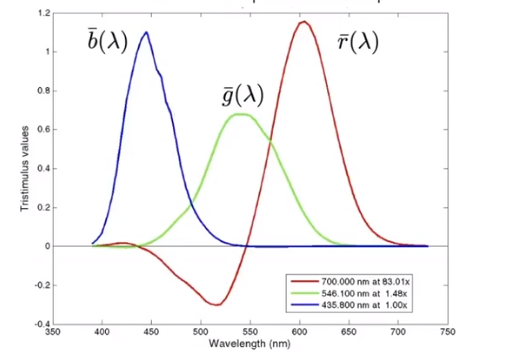 1.2
b̄(λ)
r̄(λ)
1
ḡ(λ)
0.8
0.6
0.4
0.2
0
-0.2
-0.4
Tristimulus values
700.000 nm at 83.01x
546.100 nm at 1.48x
435.800 nm at 1.00x
350 400 450 500 550 600 650 700 750
Wavelength (nm)